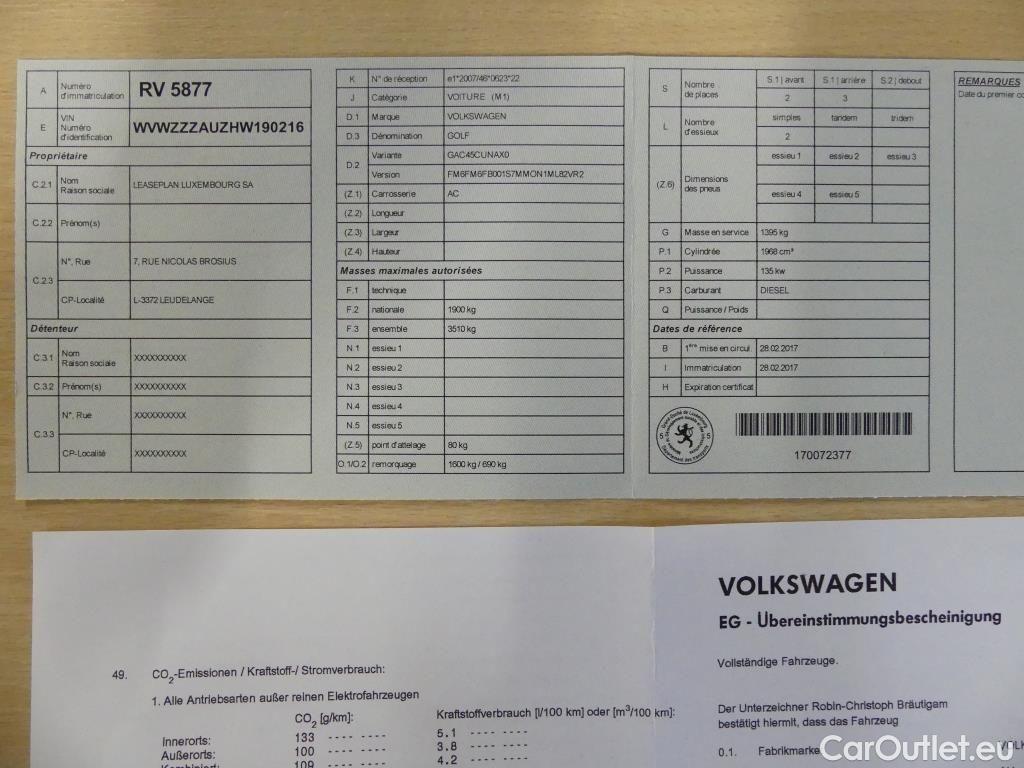 A Numéro d'immatriculation RV 5877
E VIN Numéro d'identification WVWZZZAUZHW190216
Propriétaire
C.2.1 Nom Raison sociale LEASEPLAN LUXEMBOURG SA
C.2.2 Prénom(s)
C.2.3 N°, Rue 7, RUE NICOLAS BROSIUS
CP-Localité L-3372 LEUDELANGE
Détenteur
C.3.1 Nom Raison sociale XXXXXXXXXX
C.3.2 Prénom(s) XXXXXXXXXX
C.3.3 N°, Rue XXXXXXXXXX
CP-Localité XXXXXXXXXX
K N° de réception e1*2007/46*0623*22
J Catégorie VOITURE (M1)
D.1 Marque VOLKSWAGEN
D.3 Dénomination GOLF
D.2 Variante GAC45CUNAX0
Version FM6FM6FB001S7MMON1ML82VR2
(Z.1) Carrosserie AC
(Z.2) Longueur
(Z.3) Largeur
(Z.4) Hauteur
Masses maximales autorisées
F.1 technique
F.2 nationale 1900 kg
F.3 ensemble 3510 kg
N.1 essieu 1
N.2 essieu 2
N.3 essieu 3
N.4 essieu 4
N.5 essieu 5
(Z.5) point d'attelage 80 kg
O.1/O.2 remorquage 1600 kg / 690 kg
S Nombre de places S.1 | avant S.1 | arrière S.2 | debout
2 3
L Nombre d'essieux simples tandem tridem
2
(Z.6) Dimensions des pneus essieu 1 essieu 2 essieu 3
essieu 4 essieu 5
G Masse en service 1395 kg
P.1 Cylindrée 1968 cm³
P.2 Puissance 135 kw
P.3 Carburant DIESEL
Q Puissance / Poids
Dates de référence
B 1ère mise en circul. 28.02.2017
I Immatriculation 28.02.2017
H Expiration certificat
170072377
REMARQUES
Date du premier co
VOLKSWAGEN
EG - Übereinstimmungsbescheinigung
Vollständige Fahrzeuge.
Der Unterzeichner Robin-Christoph Bräutigam
bestätigt hiermit, dass das Fahrzeug
0.1. Fabrikmarke VOLK
49. CO2-Emissionen / Kraftstoff-/ Stromverbrauch:
1. Alle Antriebsarten außer reinen Elektrofahrzeugen
CO2 [g/km]: Kraftstoffverbrauch [l/100 km] oder [m³/100 km]:
Innerorts: 133 ---- ---- 5.1 ---- ----
Außerorts: 100 ---- ---- 3.8 ---- ----
Kombiniert: 109 ---- ---- 4.2 ---- ----
CarOutlet.eu